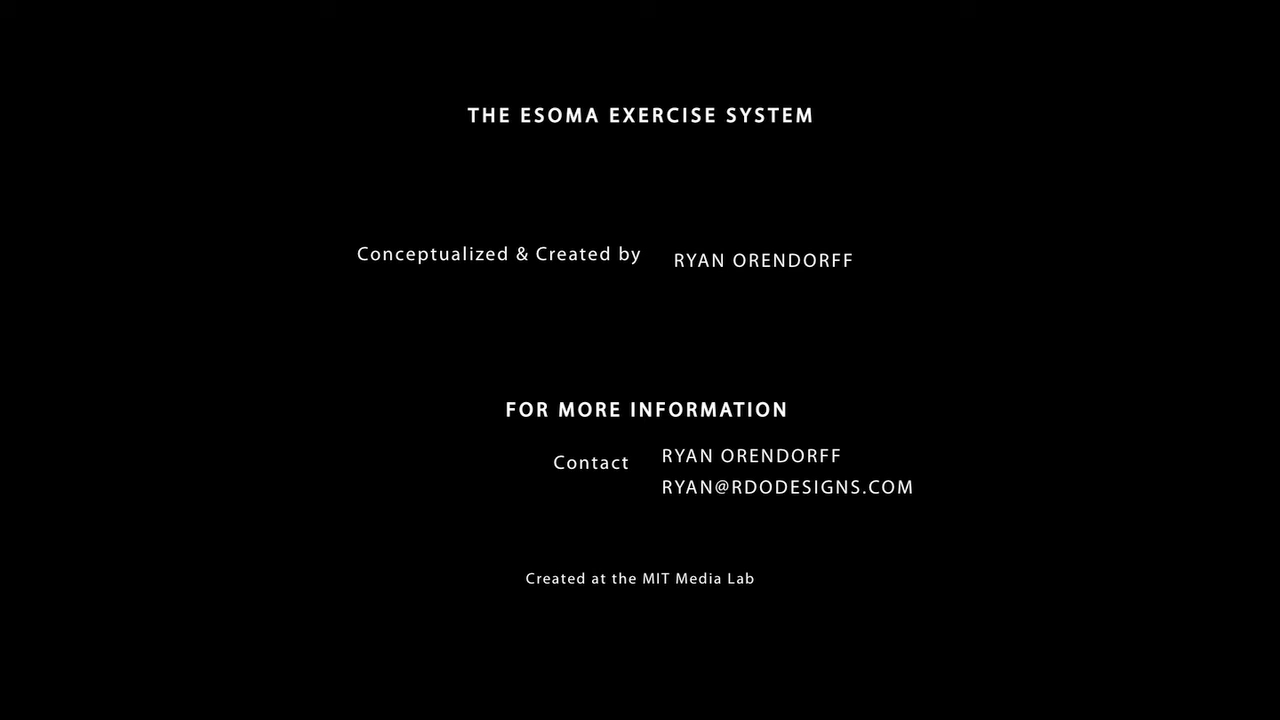 THE ESOMA EXERCISE SYSTEM
Conceptualized & Created by RYAN ORENDORFF
FOR MORE INFORMATION
Contact RYAN ORENDORFF
RYAN@RDODESIGNS.COM
Created at the MIT Media Lab